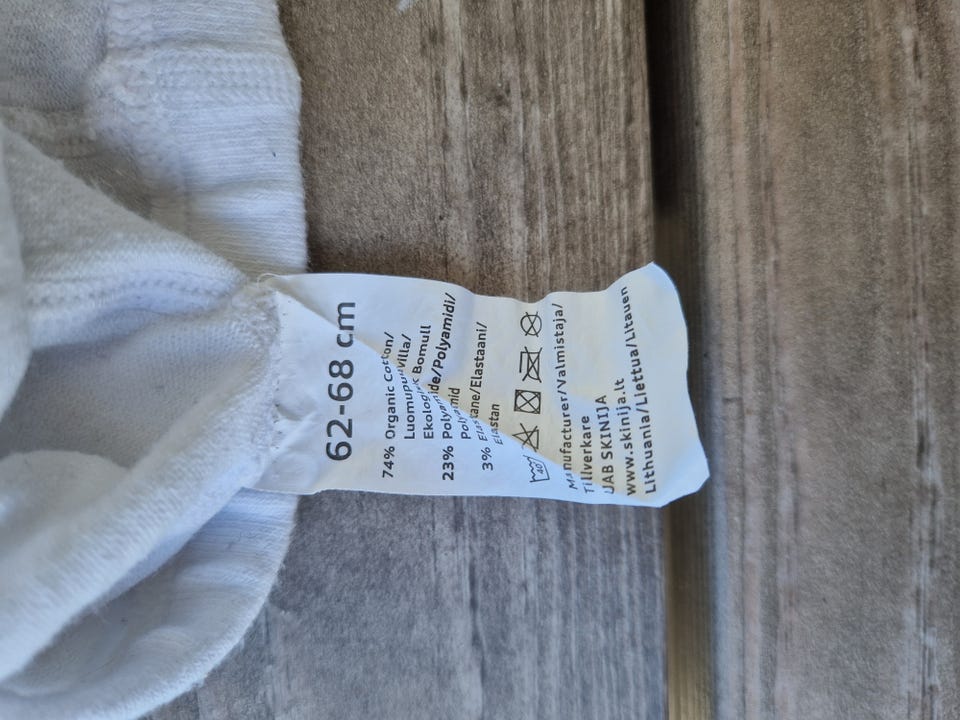 62-68 cm
74% Organic Cotton/
Luomupuuvilla/
Ekologisk Bomull
23% Polyamide/Polyamidi/
Polyamid
3% Elastane/Elastaani/
Elastan
40
Manufacturer/Valmistaja/
Tillverkare
UAB SKINIJA
www.skinija.lt
Lithuania/Liettua/Litauen